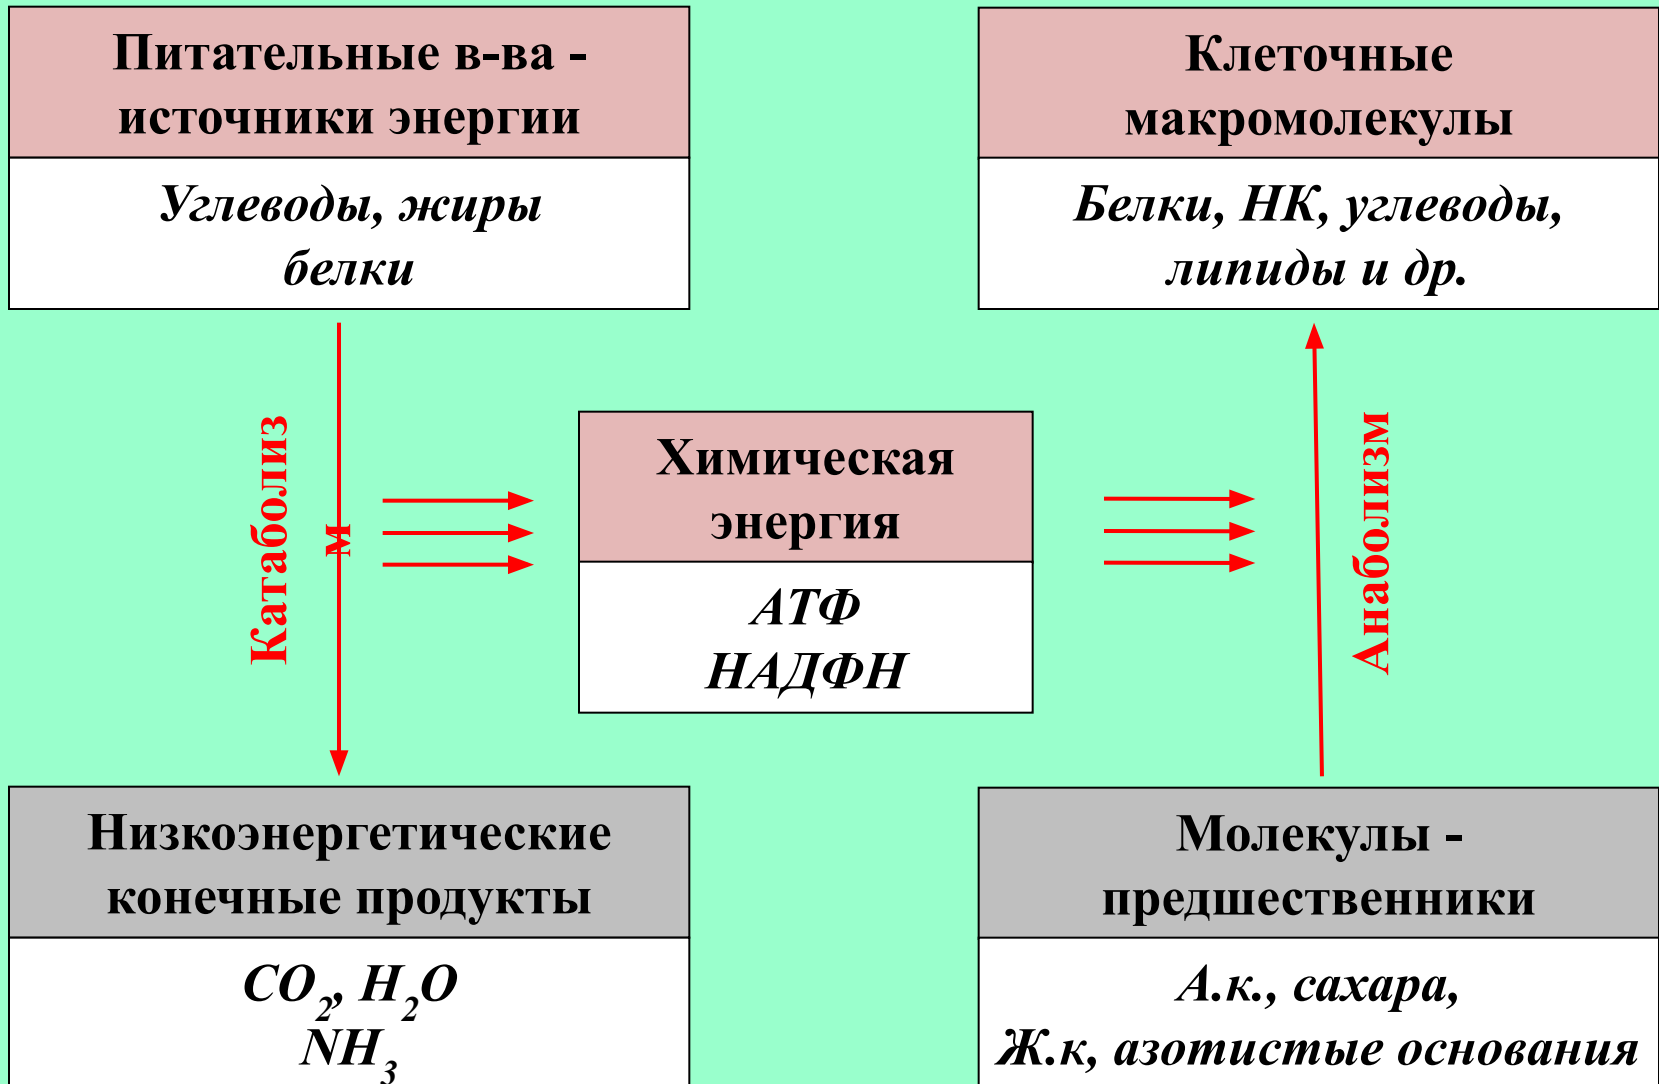 Питательные в-ва -
источники энергии
Углеводы, жиры
белки
Клеточные
макромолекулы
Белки, НК, углеводы,
липиды и др.
Катаболиз
м
Химическая
энергия
АТФ
НАДФН
Анаболизм
Низкоэнергетические
конечные продукты
CO₂, H₂O
NH₃
Молекулы -
предшественники
А.к., сахара,
Ж.к, азотистые основания